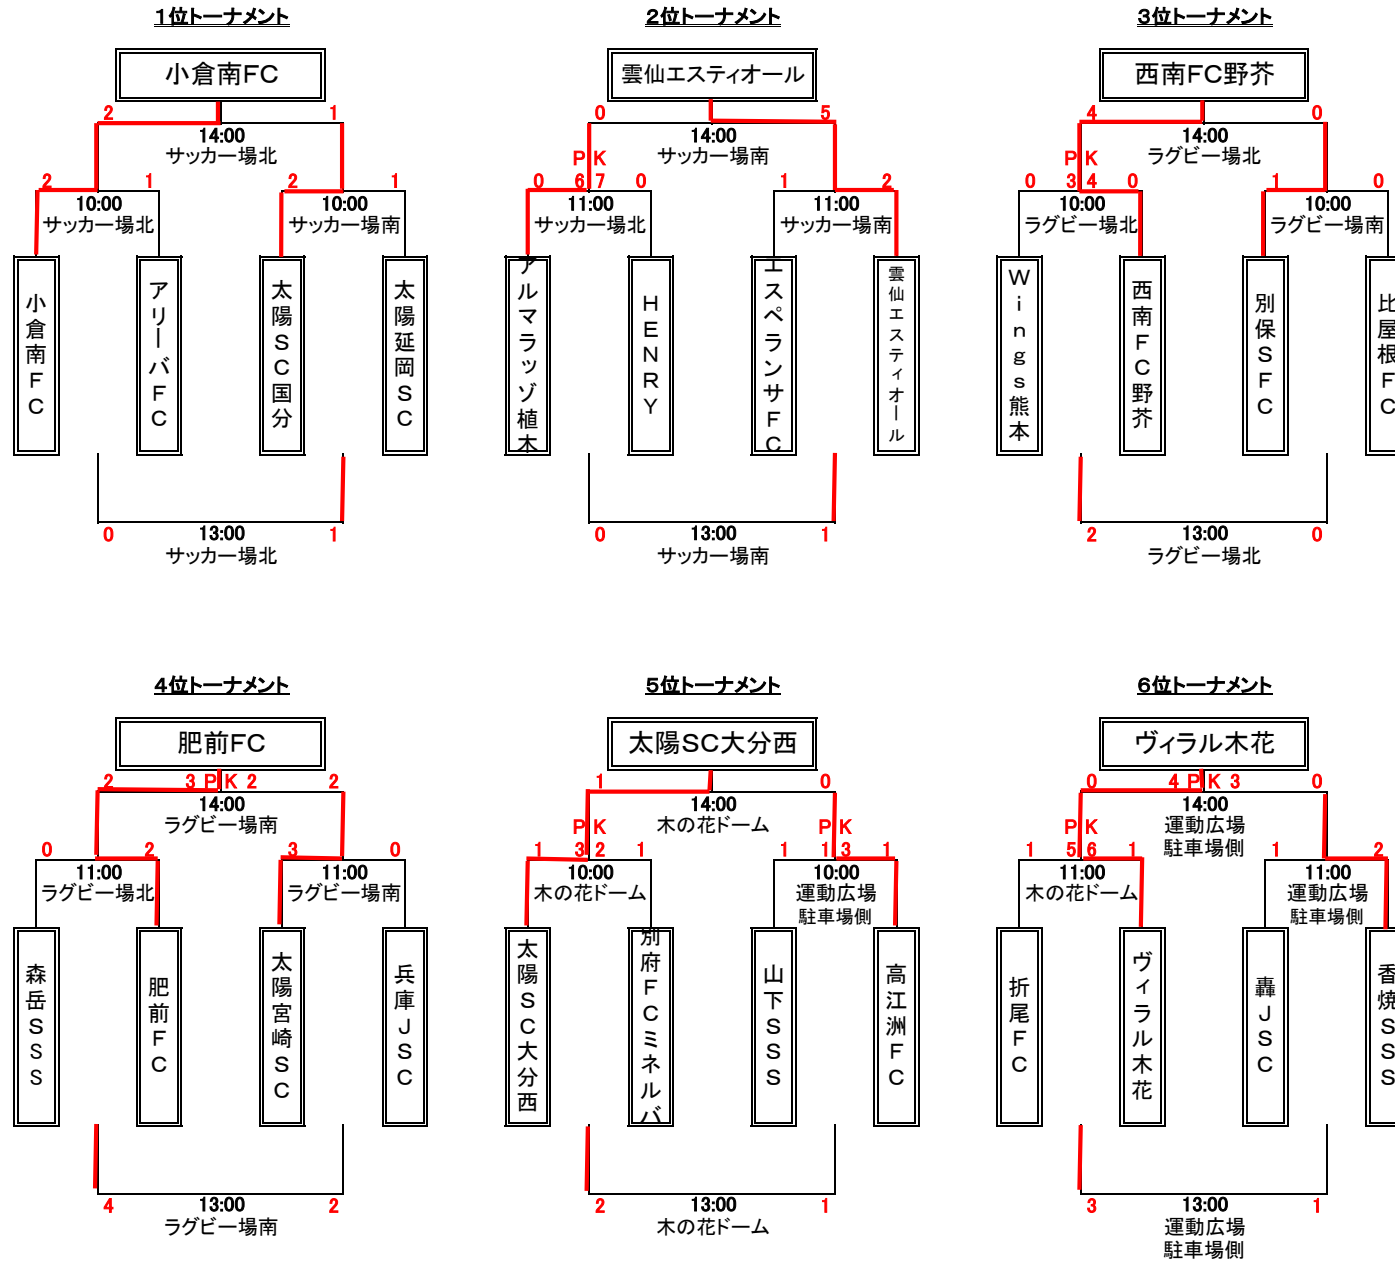 1位トーナメント
小倉南FC
2 1
14:00
サッカー場北
2 1 2 1
10:00 10:00
サッカー場北 サッカー場南
小倉南FC
アリーバFC
太陽SC国分
太陽延岡SC
0 13:00 1
サッカー場北
2位トーナメント
雲仙エスティオール
0 5
14:00
サッカー場南
PK
0 6 7 0 1 2
11:00 11:00
サッカー場北 サッカー場南
アルマラッゾ植木
HENRY
エスペランサFC
雲仙エスティオール
0 13:00 1
サッカー場南
3位トーナメント
西南FC野芥
4 0
14:00
ラグビー場北
PK
0 3 4 0 1 0
10:00 10:00
ラグビー場北 ラグビー場南
Wings熊本
西南FC野芥
別保SFC
比屋根FC
2 13:00 0
ラグビー場北
4位トーナメント
肥前FC
2 3 PK 2 2
14:00
ラグビー場南
0 2 3 0
11:00 11:00
ラグビー場北 ラグビー場南
森岳SSS
肥前FC
太陽宮崎SC
兵庫JSC
4 13:00 2
ラグビー場南
5位トーナメント
太陽SC大分西
1 0
14:00
木の花ドーム
PK PK
1 3 2 1 1 1 3 1
10:00 10:00
木の花ドーム 運動広場
駐車場側
太陽SC大分西
別府FCミネルバ
山下SSS
高江洲FC
2 13:00 1
木の花ドーム
6位トーナメント
ヴィラル木花
0 4 PK 3 0
14:00
運動広場
駐車場側
PK
1 5 6 1 1 2
11:00 11:00
木の花ドーム 運動広場
駐車場側
折尾FC
ヴィラル木花
轟JSC
香焼SSS
3 13:00 1
運動広場
駐車場側